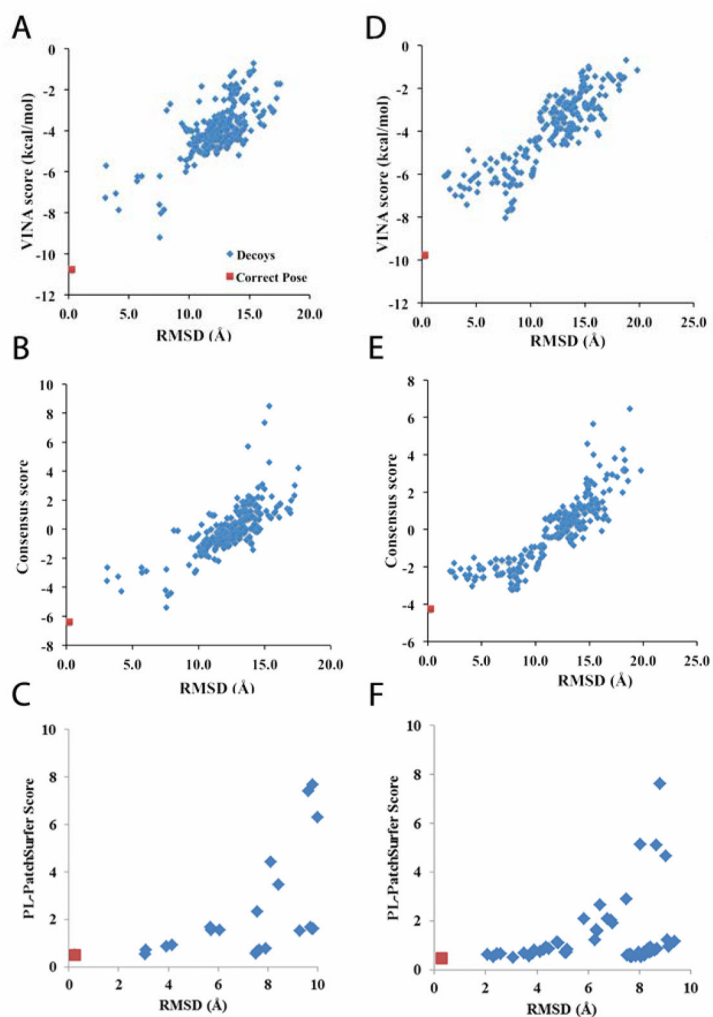 A
VINA score (kcal/mol)
0
-2
-4
-6
-8
-10
-12
0.0 5.0 10.0 15.0 20.0
RMSD (Å)
Decoys
Correct Pose
D
VINA score (kcal/mol)
0
-2
-4
-6
-8
-10
-12
0.0 5.0 10.0 15.0 20.0 25.0
RMSD (Å)
B
Consensus score
10
8
6
4
2
0
-2
-4
-6
-8
0.0 5.0 10.0 15.0 20.0
RMSD (Å)
E
Consensus score
8
6
4
2
0
-2
-4
-6
0.0 5.0 10.0 15.0 20.0 25.0
RMSD (Å)
C
PL-PatchSurfer Score
10
8
6
4
2
0
0 2 4 6 8 10
RMSD (Å)
F
PL-PatchSurfer Score
10
8
6
4
2
0
0 2 4 6 8 10
RMSD (Å)